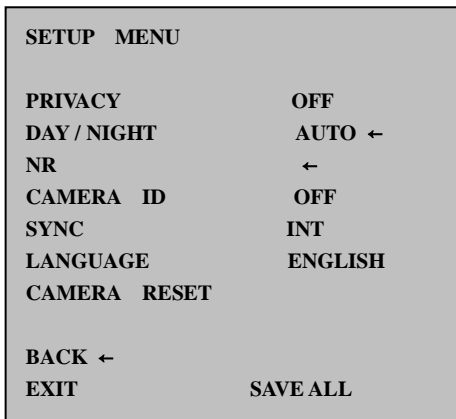 SETUP MENU
PRIVACY OFF
DAY / NIGHT AUTO ←
NR ←
CAMERA ID OFF
SYNC INT
LANGUAGE ENGLISH
CAMERA RESET
BACK ←
EXIT SAVE ALL